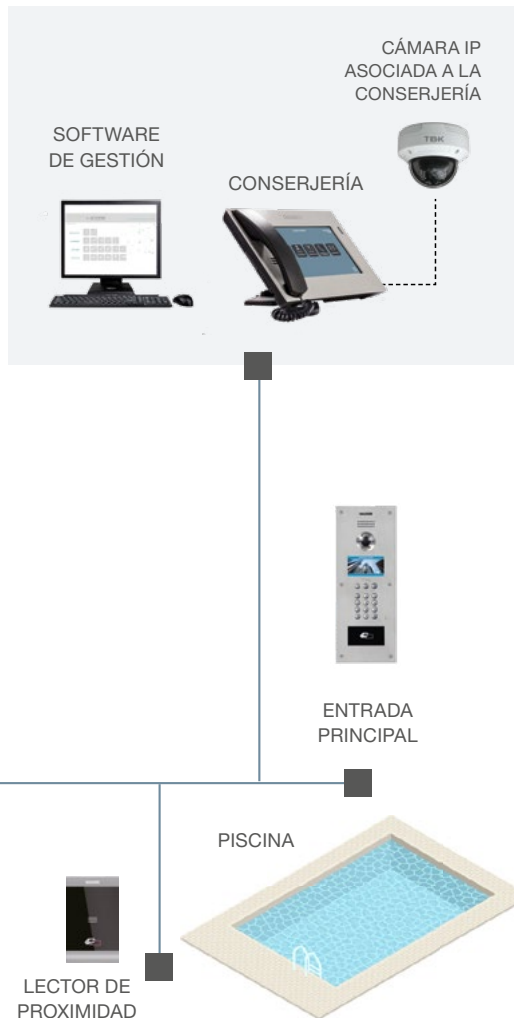 CÁMARA IP
ASOCIADA A LA
CONSERJERÍA
TBK
SOFTWARE
DE GESTIÓN
CONSERJERÍA
ENTRADA
PRINCIPAL
PISCINA
LECTOR DE
PROXIMIDAD